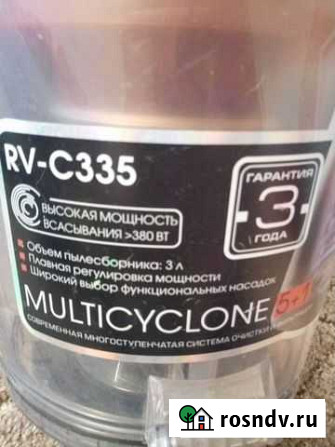 RV-C335
ВЫСОКАЯ МОЩНОСТЬ
ВСАСЫВАНИЯ >380 ВТ
ГАРАНТИЯ
3
ГОДА
Объем пылесборника: 3 л
Плавная регулировка мощности
Широкий выбор функциональных насадок
MULTICYCLONE 5+1
СОВРЕМЕННАЯ МНОГОСТУПЕНЧАТАЯ СИСТЕМА ОЧИСТКИ
rosndv.ru